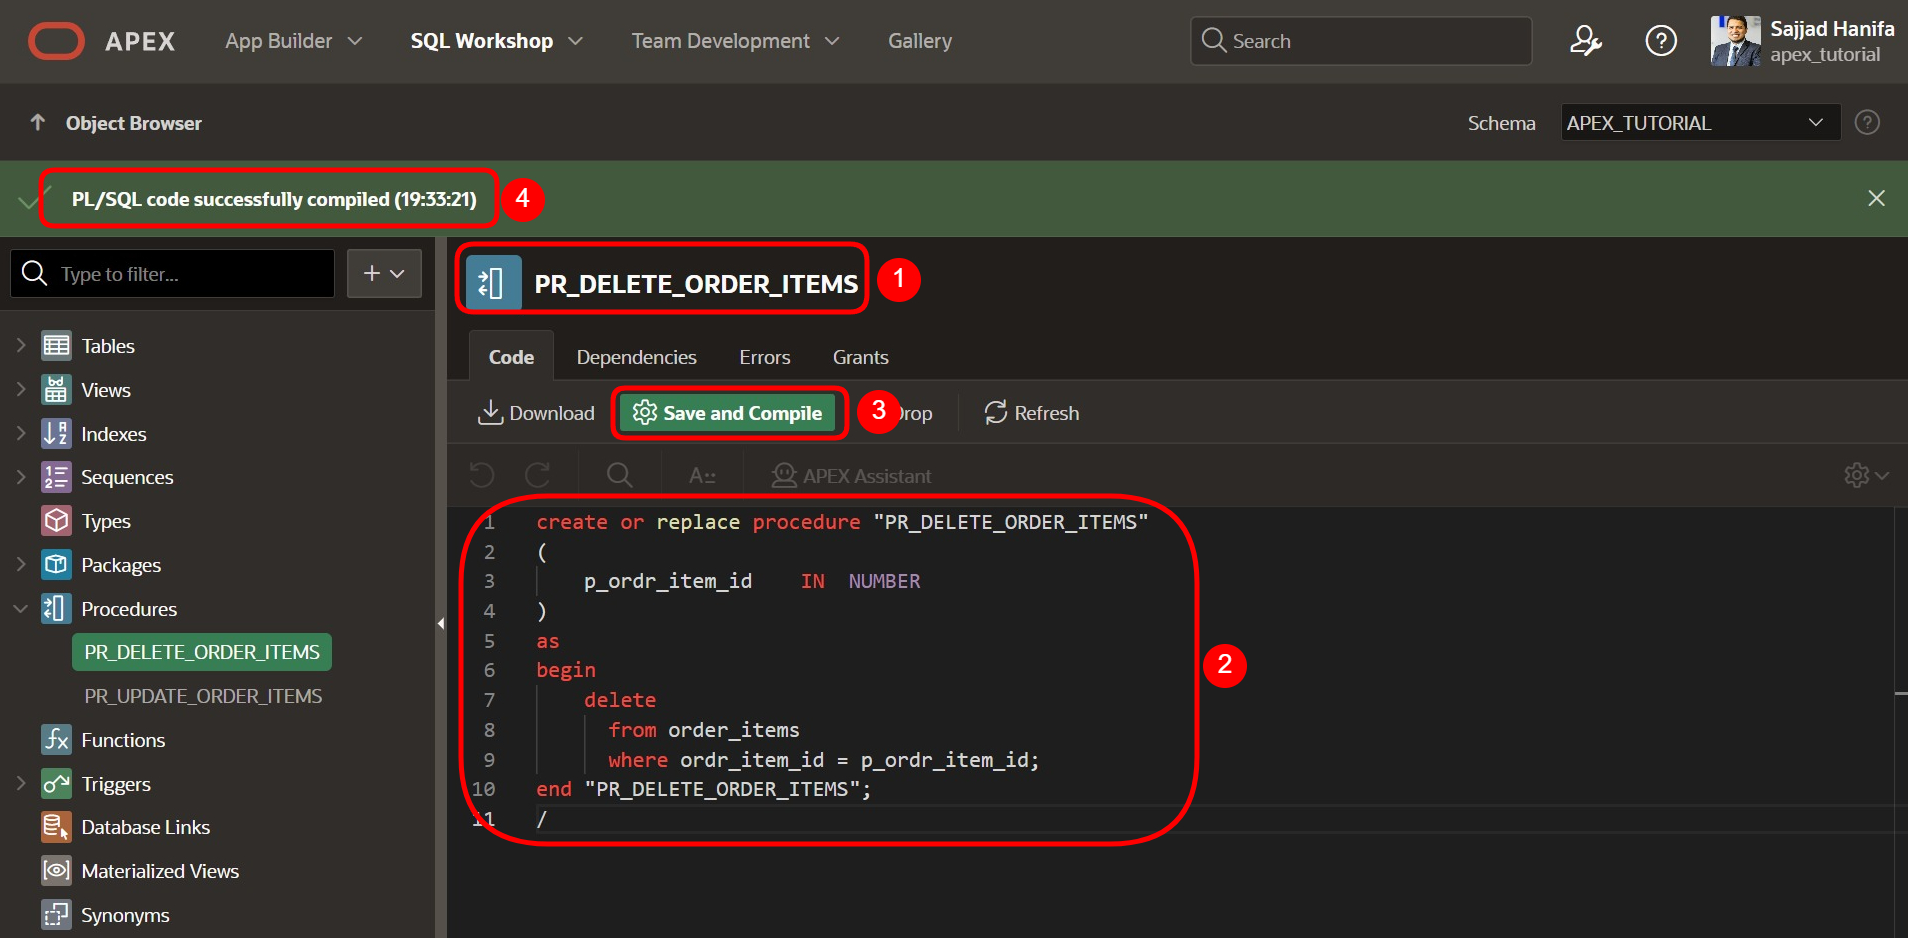 APEX
App Builder
SQL Workshop
Team Development
Gallery
Search
Sajjad Hanifa
apex_tutorial
Object Browser
Schema
APEX_TUTORIAL
PL/SQL code successfully compiled (19:33:21)
4
Type to filter...
PR_DELETE_ORDER_ITEMS
1
Tables
Views
Indexes
Sequences
Types
Packages
Procedures
PR_DELETE_ORDER_ITEMS
PR_UPDATE_ORDER_ITEMS
Functions
Triggers
Database Links
Materialized Views
Synonyms
Code
Dependencies
Errors
Grants
Download
Save and Compile
3
rop
Refresh
A::
APEX Assistant
1 create or replace procedure "PR_DELETE_ORDER_ITEMS"
2 (
3 p_ordr_item_id IN NUMBER
4 )
5 as
6 begin
7 delete
8 from order_items
9 where ordr_item_id = p_ordr_item_id;
10 end "PR_DELETE_ORDER_ITEMS";
11 /
2